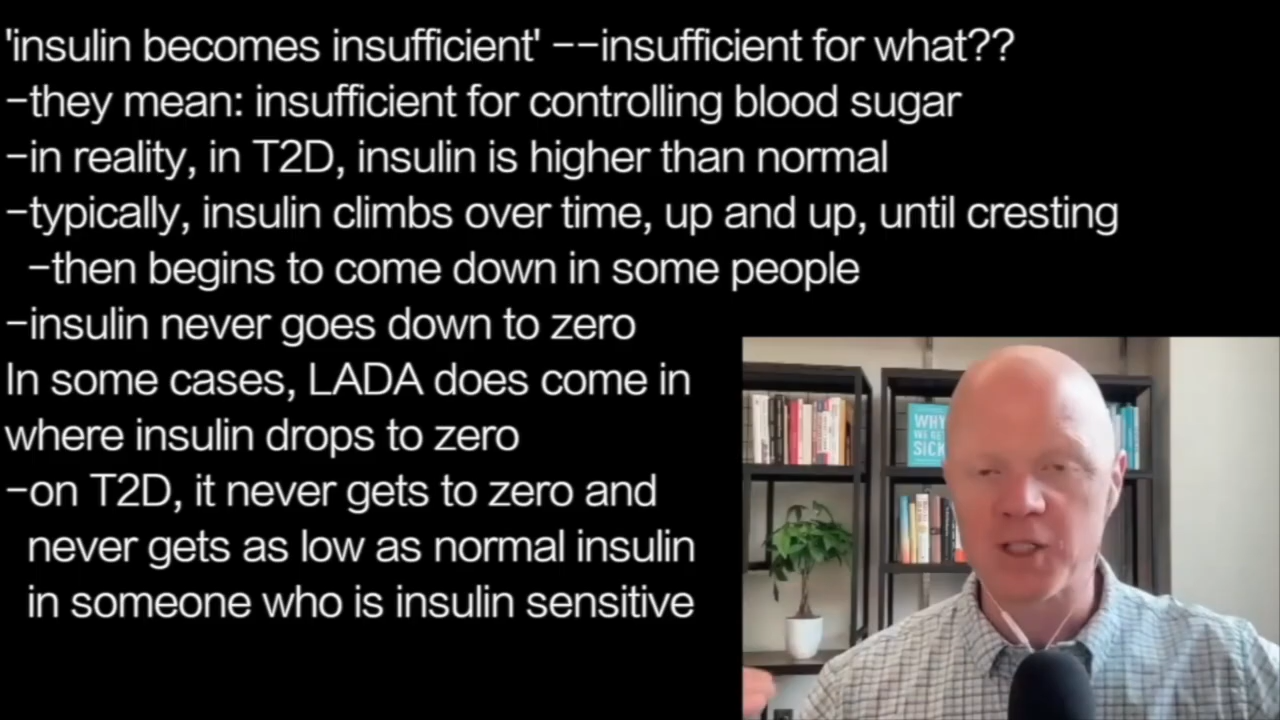 'insulin becomes insufficient' --insufficient for what??
-they mean: insufficient for controlling blood sugar
-in reality, in T2D, insulin is higher than normal
-typically, insulin climbs over time, up and up, until cresting
-then begins to come down in some people
-insulin never goes down to zero
In some cases, LADA does come in
where insulin drops to zero
-on T2D, it never gets to zero and
never gets as low as normal insulin
in someone who is insulin sensitive
WHY
WE GET
SICK